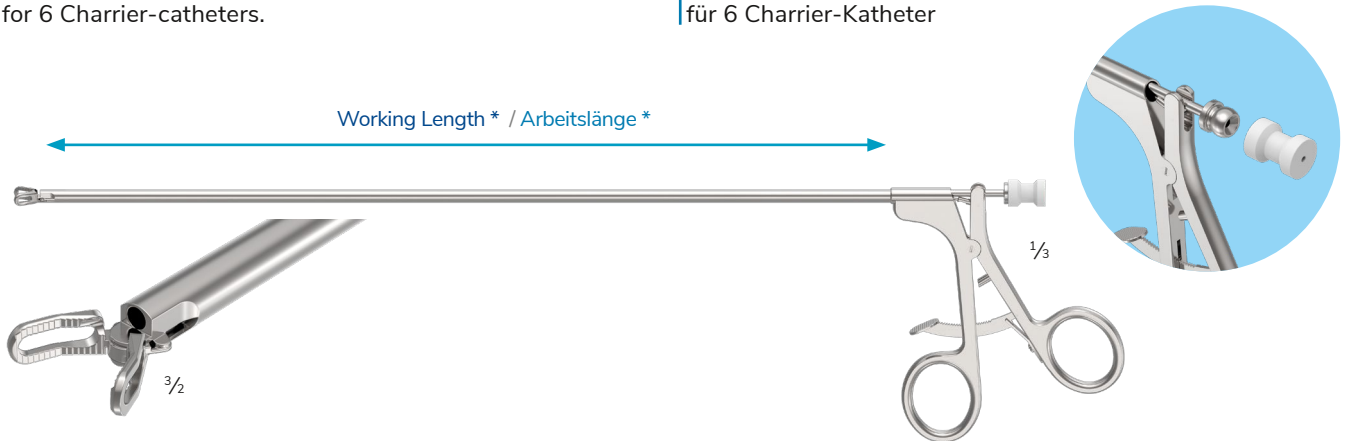 for 6 Charrier-catheters.
für 6 Charrier-Katheter
Working Length * / Arbeitslänge *
1/3
3/2